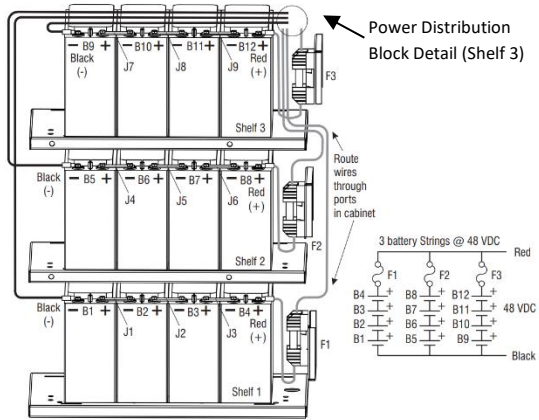 Power Distribution
Block Detail (Shelf 3)
− B9 + − B10 + − B11 + − B12 +
Black
(-)
J7
J8
J9
Red
(+)
F3
Shelf 3
Route
wires
through
ports
in cabinet
Black
(-)
− B5 + − B6 + − B7 + − B8 +
J4
J5
J6
Red
(+)
F2
Shelf 2
3 battery Strings @ 48 VDC
Red
F1 F2 F3
B4 + B8 + B12 +
B3 + B7 + B11 + 48 VDC
B2 + B6 + B10 +
B1 + B5 + B9 +
Black
Black
(-)
− B1 + − B2 + − B3 + − B4 +
J1
J2
J3
Red
(+)
F1
Shelf 1